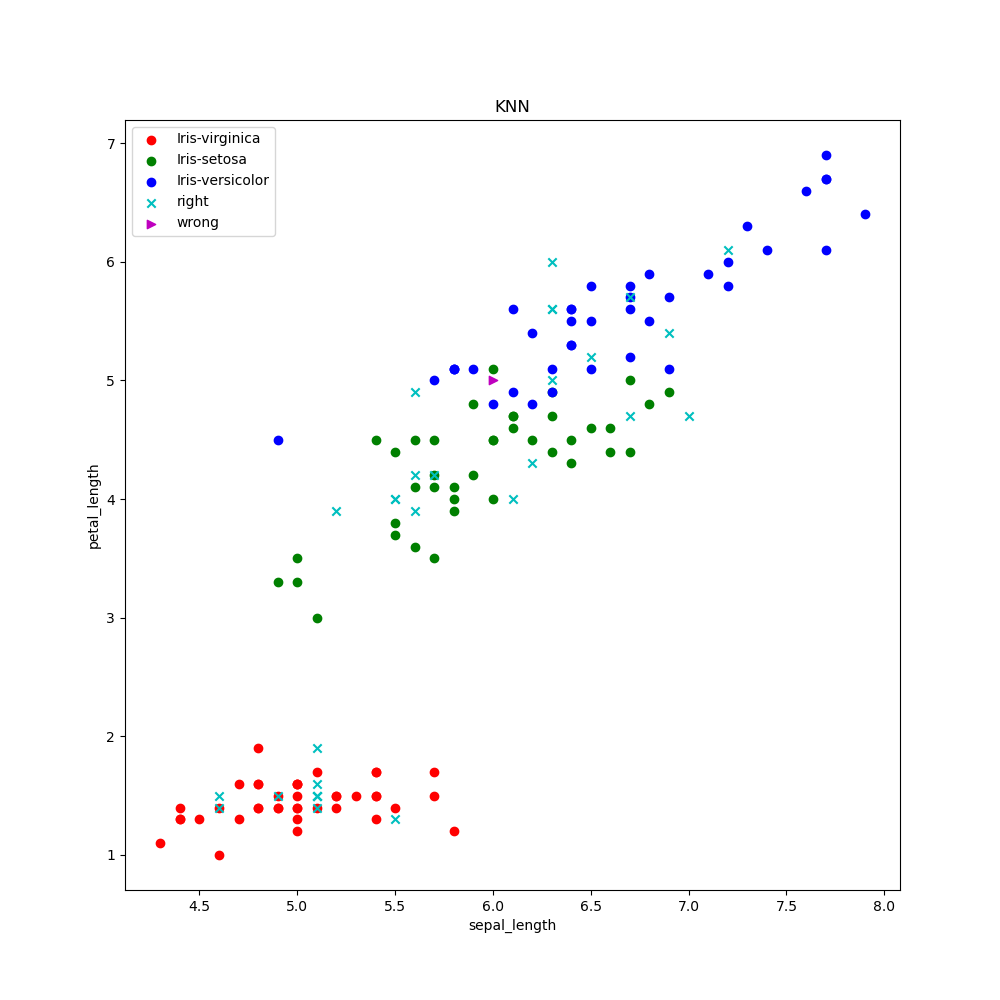 KNN
Iris-virginica
Iris-setosa
Iris-versicolor
right
wrong
7
6
5
4
3
2
1
petal_length
4.5 5.0 5.5 6.0 6.5 7.0 7.5 8.0
sepal_length